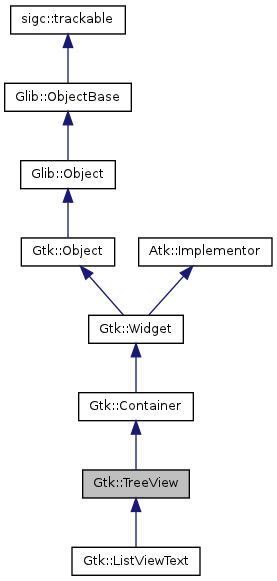 sigc::trackable
Glib::ObjectBase
Glib::Object
Gtk::Object
Atk::Implementor
Gtk::Widget
Gtk::Container
Gtk::TreeView
Gtk::ListViewText